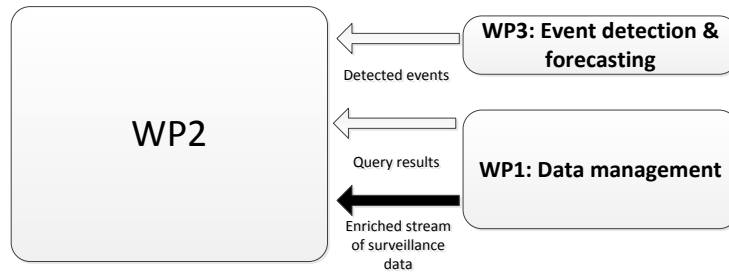 WP2
WP3: Event detection &
forecasting
Detected events
WP1: Data management
Query results
Enriched stream
of surveillance
data